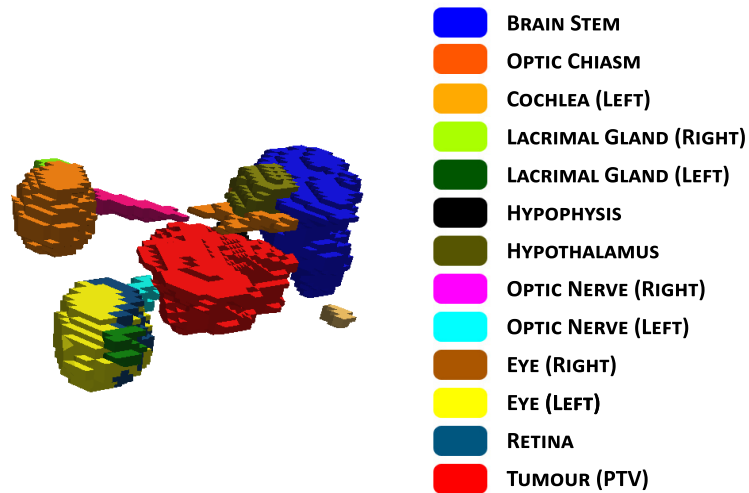 Brain Stem
Optic Chiasm
Cochlea (Left)
Lacrimal Gland (Right)
Lacrimal Gland (Left)
Hypophysis
Hypothalamus
Optic Nerve (Right)
Optic Nerve (Left)
Eye (Right)
Eye (Left)
Retina
Tumour (PTV)